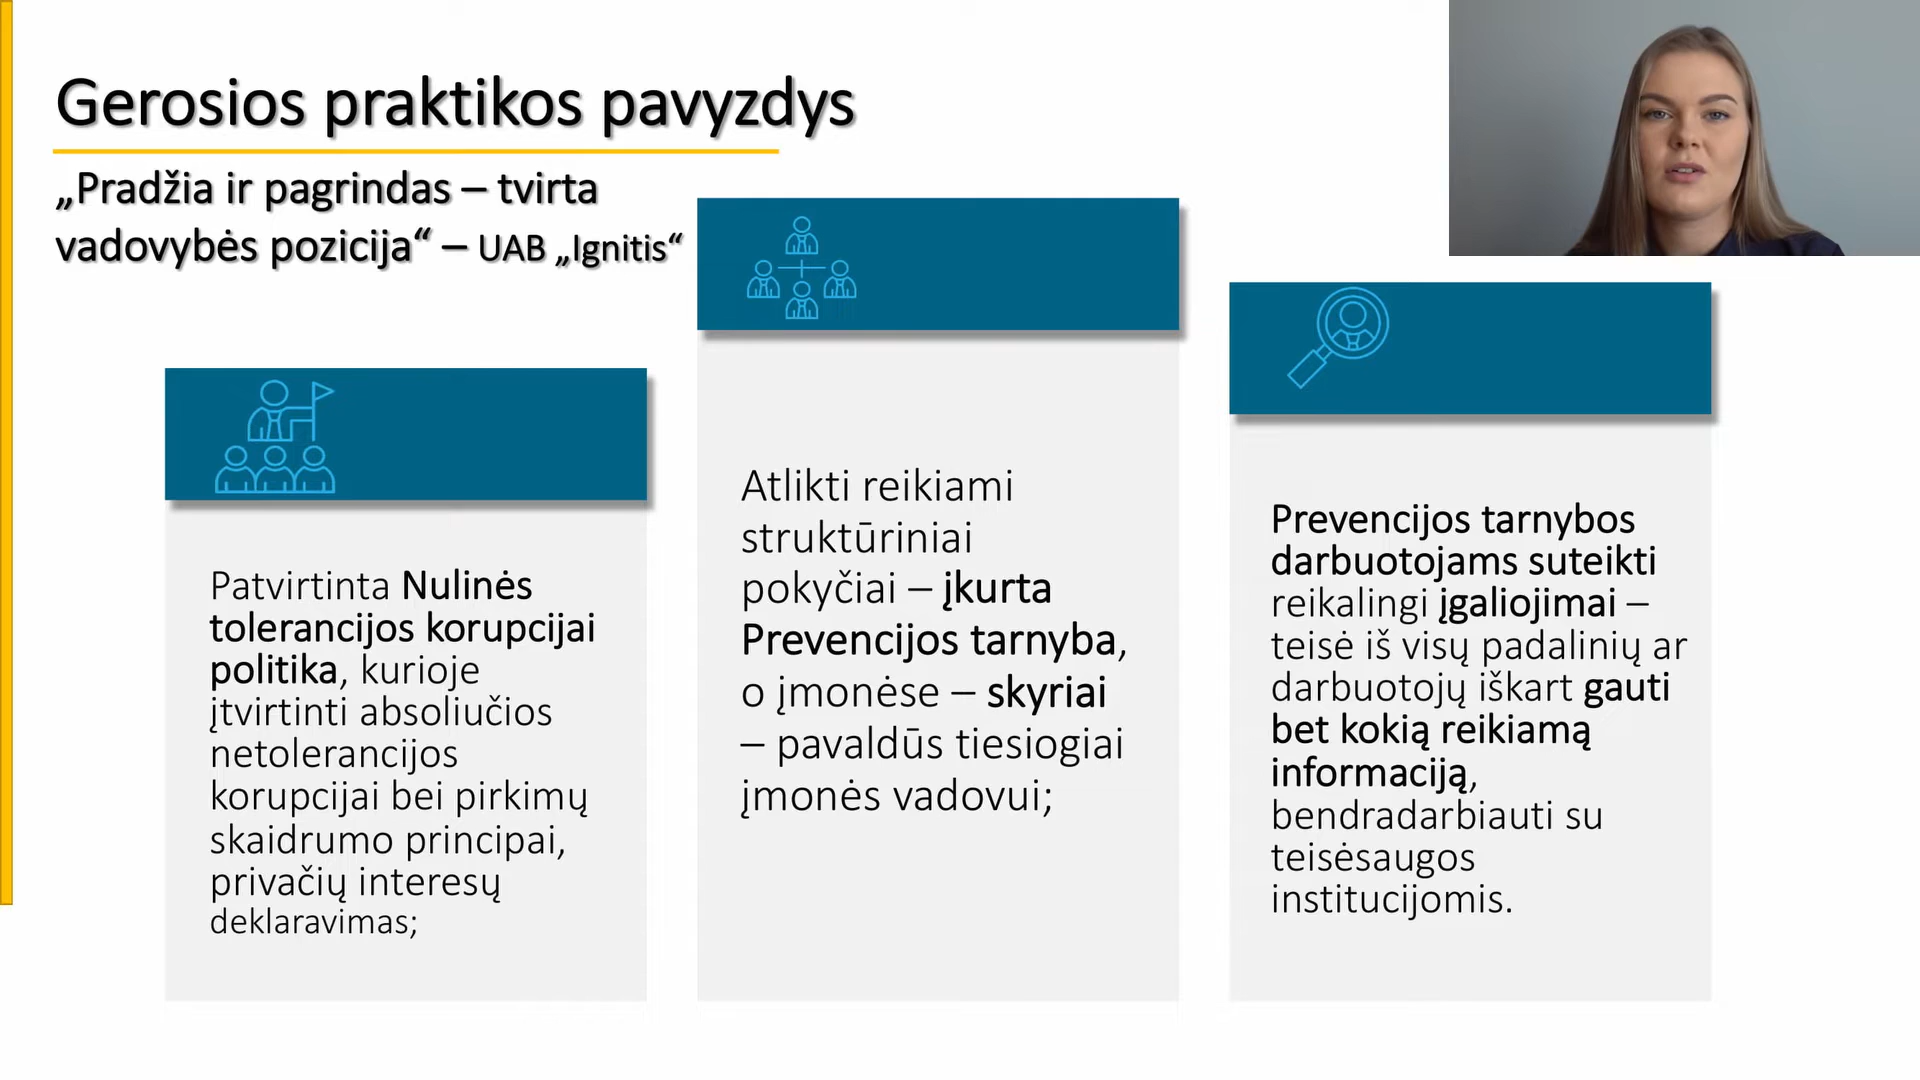 Gerosios praktikos pavyzdys
„Pradžia ir pagrindas – tvirta
vadovybės pozicija“ – UAB „Ignitis“
Patvirtinta Nulinės
tolerancijos korupcijai
politika, kurioje
įtvirtinti absoliučios
netolerancijos
korupcijai bei pirkimų
skaidrumo principai,
privačių interesų
deklaravimas;
Atlikti reikiami
struktūriniai
pokyčiai – įkurta
Prevencijos tarnyba,
o įmonėse – skyriai
– pavaldūs tiesiogiai
įmonės vadovui;
Prevencijos tarnybos
darbuotojams suteikti
reikalingi įgaliojimai –
teisė iš visų padalinių ar
darbuotojų iškart gauti
bet kokią reikiamą
informaciją,
bendradarbiauti su
teisėsaugos
institucijomis.